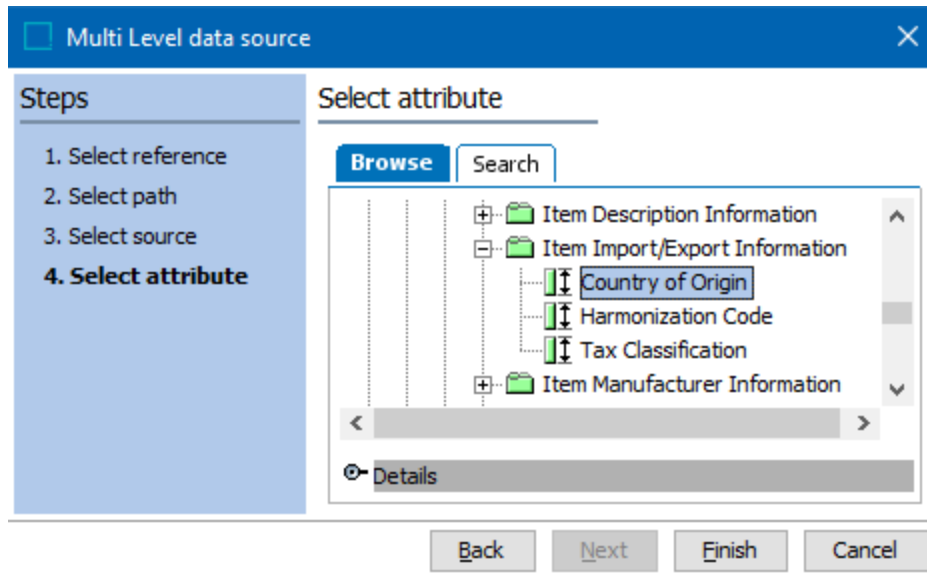 Multi Level data source
Steps
1. Select reference
2. Select path
3. Select source
4. Select attribute
Select attribute
Browse
Search
Item Description Information
Item Import/Export Information
Country of Origin
Harmonization Code
Tax Classification
Item Manufacturer Information
Details
Back
Next
Finish
Cancel